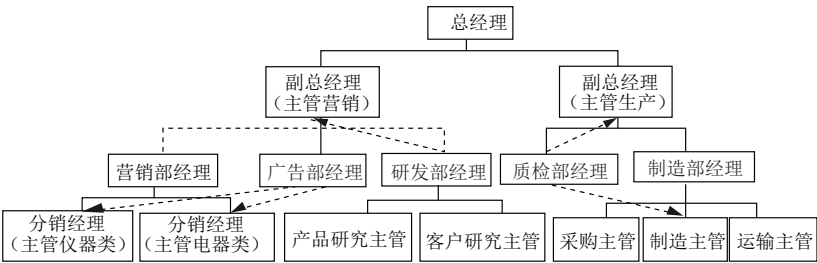 总经理
副总经理
（主管营销）
副总经理
（主管生产）
营销部经理
广告部经理
研发部经理
质检部经理
制造部经理
分销经理
（主管仪器类）
分销经理
（主管电器类）
产品研究主管
客户研究主管
采购主管
制造主管
运输主管